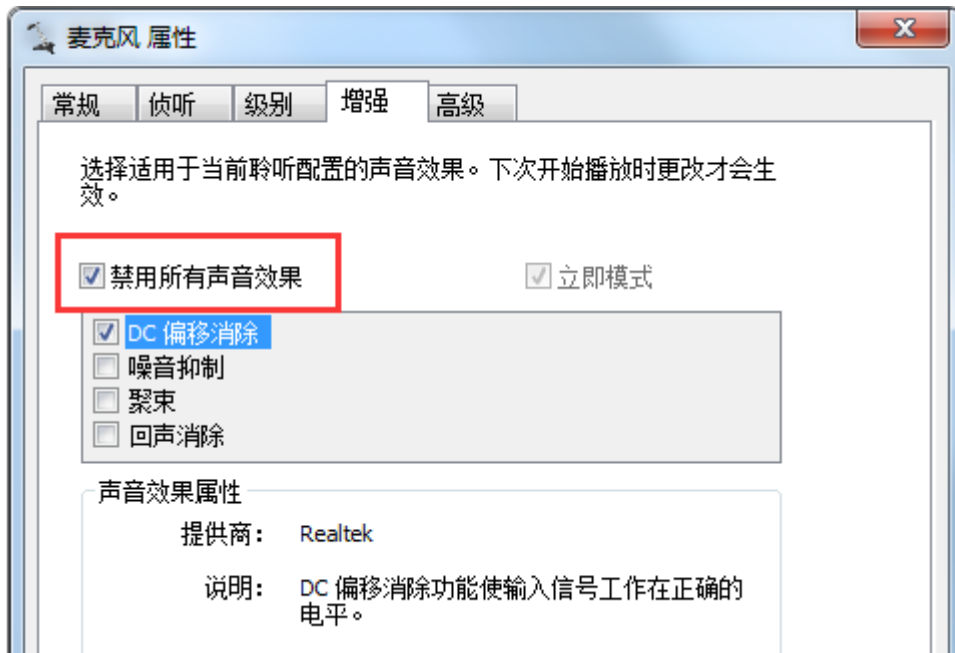 麦克风 属性
常规 侦听 级别 增强 高级
选择适用于当前聆听配置的声音效果。下次开始播放时更改才会生
效。
禁用所有声音效果 立即模式
DC 偏移消除
噪音抑制
聚束
回声消除
声音效果属性
提供商: Realtek
说明: DC 偏移消除功能使输入信号工作在正确的
电平。